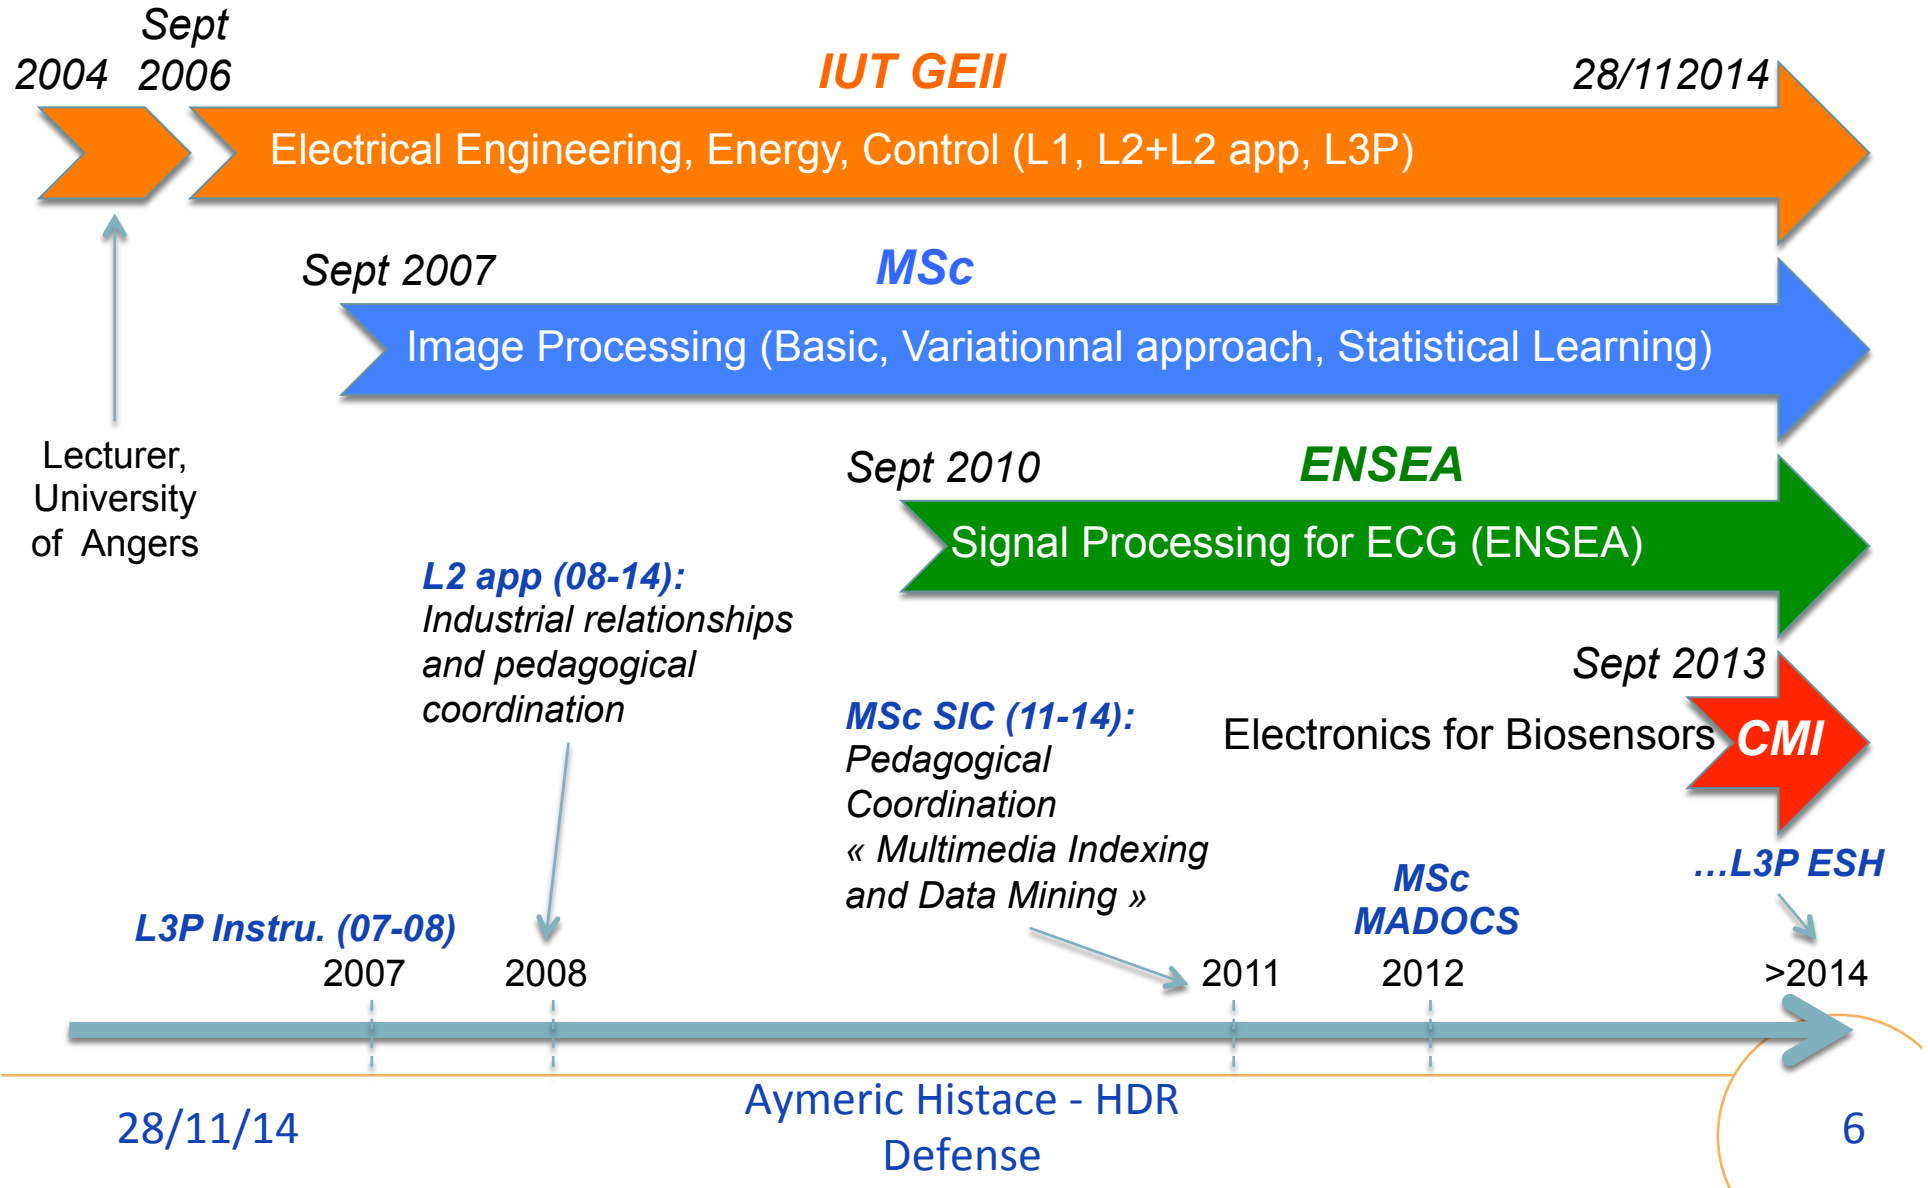 Sept
2004 2006
IUT GEII
28/112014
Electrical Engineering, Energy, Control (L1, L2+L2 app, L3P)
Sept 2007
MSc
Image Processing (Basic, Variationnal approach, Statistical Learning)
Lecturer,
University
of Angers
Sept 2010
ENSEA
Signal Processing for ECG (ENSEA)
L2 app (08-14):
Industrial relationships
and pedagogical
coordination
Sept 2013
Electronics for Biosensors
CMI
MSc SIC (11-14):
Pedagogical
Coordination
« Multimedia Indexing
and Data Mining »
MSc
MADOCS
…L3P ESH
L3P Instru. (07-08)
2007
2008
2011
2012
>2014
28/11/14
Aymeric Histace - HDR
Defense
6